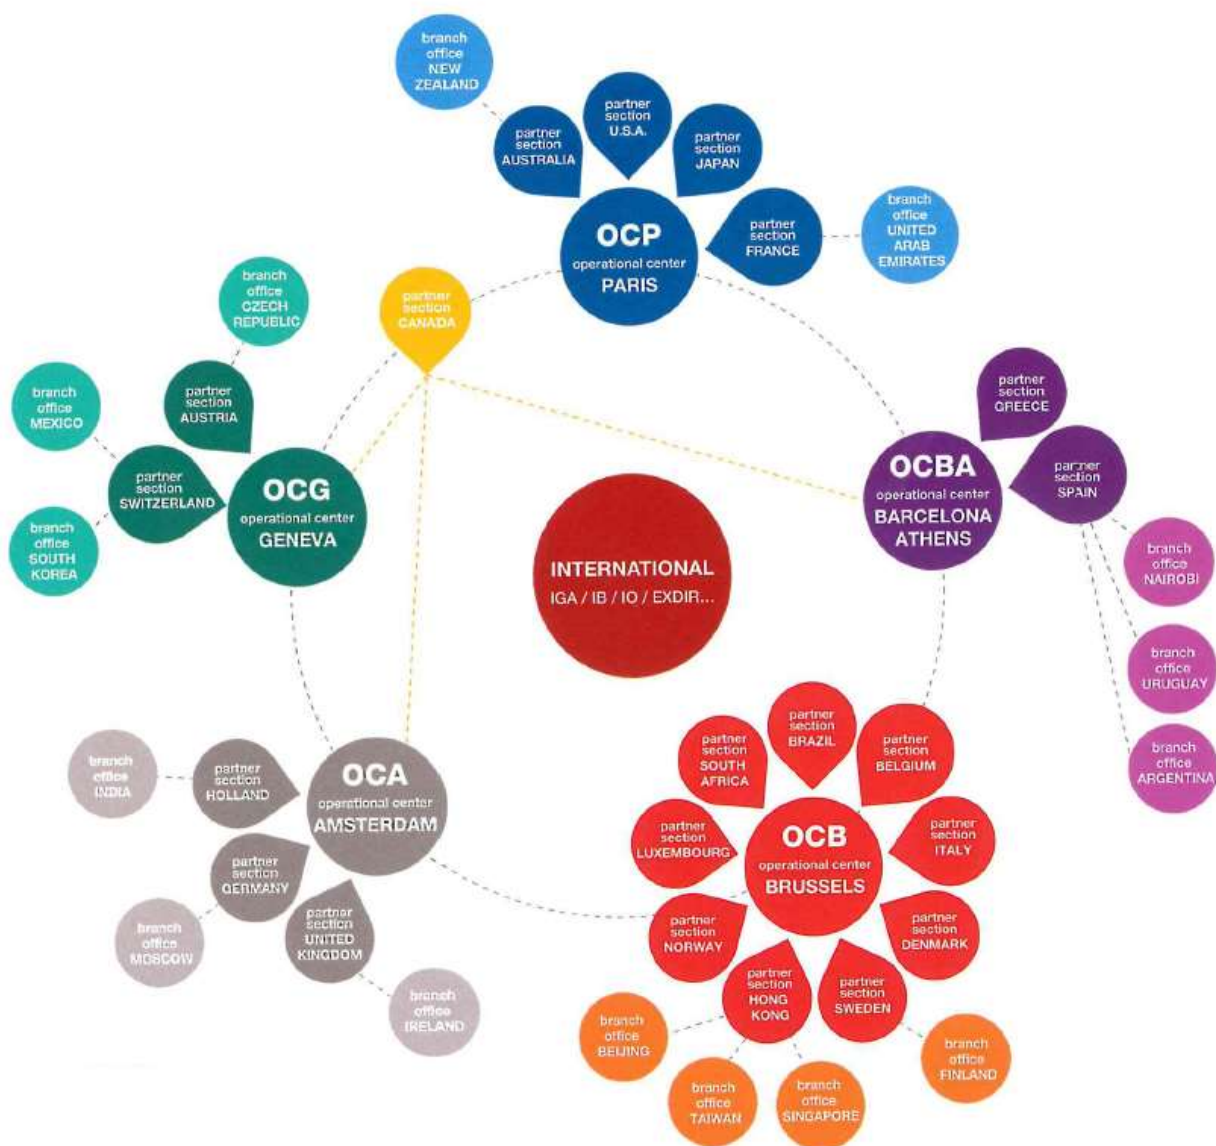 branch
office
NEW
ZEALAND
partner
section
AUSTRALIA
partner
section
U.S.A.
partner
section
JAPAN
partner
section
FRANCE
branch
office
UNITED
ARAB
EMIRATES
OCP
operational center
PARIS
branch
office
CZECH
REPUBLIC
partner
section
CANADA
branch
office
MEXICO
partner
section
AUSTRIA
partner
section
SWITZERLAND
branch
office
SOUTH
KOREA
OCG
operational center
GENEVA
partner
section
GREECE
partner
section
SPAIN
OCBA
operational center
BARCELONA
ATHENS
branch
office
NAIROBI
branch
office
URUGUAY
branch
office
ARGENTINA
INTERNATIONAL
IGA / IB / IO / EXDIR...
branch
office
INDIA
partner
section
HOLLAND
OCA
operational center
AMSTERDAM
partner
section
GERMANY
partner
section
UNITED
KINGDOM
branch
office
MOSCOW
branch
office
IRELAND
partner
section
BRAZIL
partner
section
SOUTH
AFRICA
partner
section
BELGIUM
partner
section
LUXEMBOURG
OCB
operational center
BRUSSELS
partner
section
ITALY
partner
section
NORWAY
partner
section
DENMARK
partner
section
HONG
KONG
partner
section
SWEDEN
branch
office
BEIJING
branch
office
TAIWAN
branch
office
SINGAPORE
branch
office
FINLAND